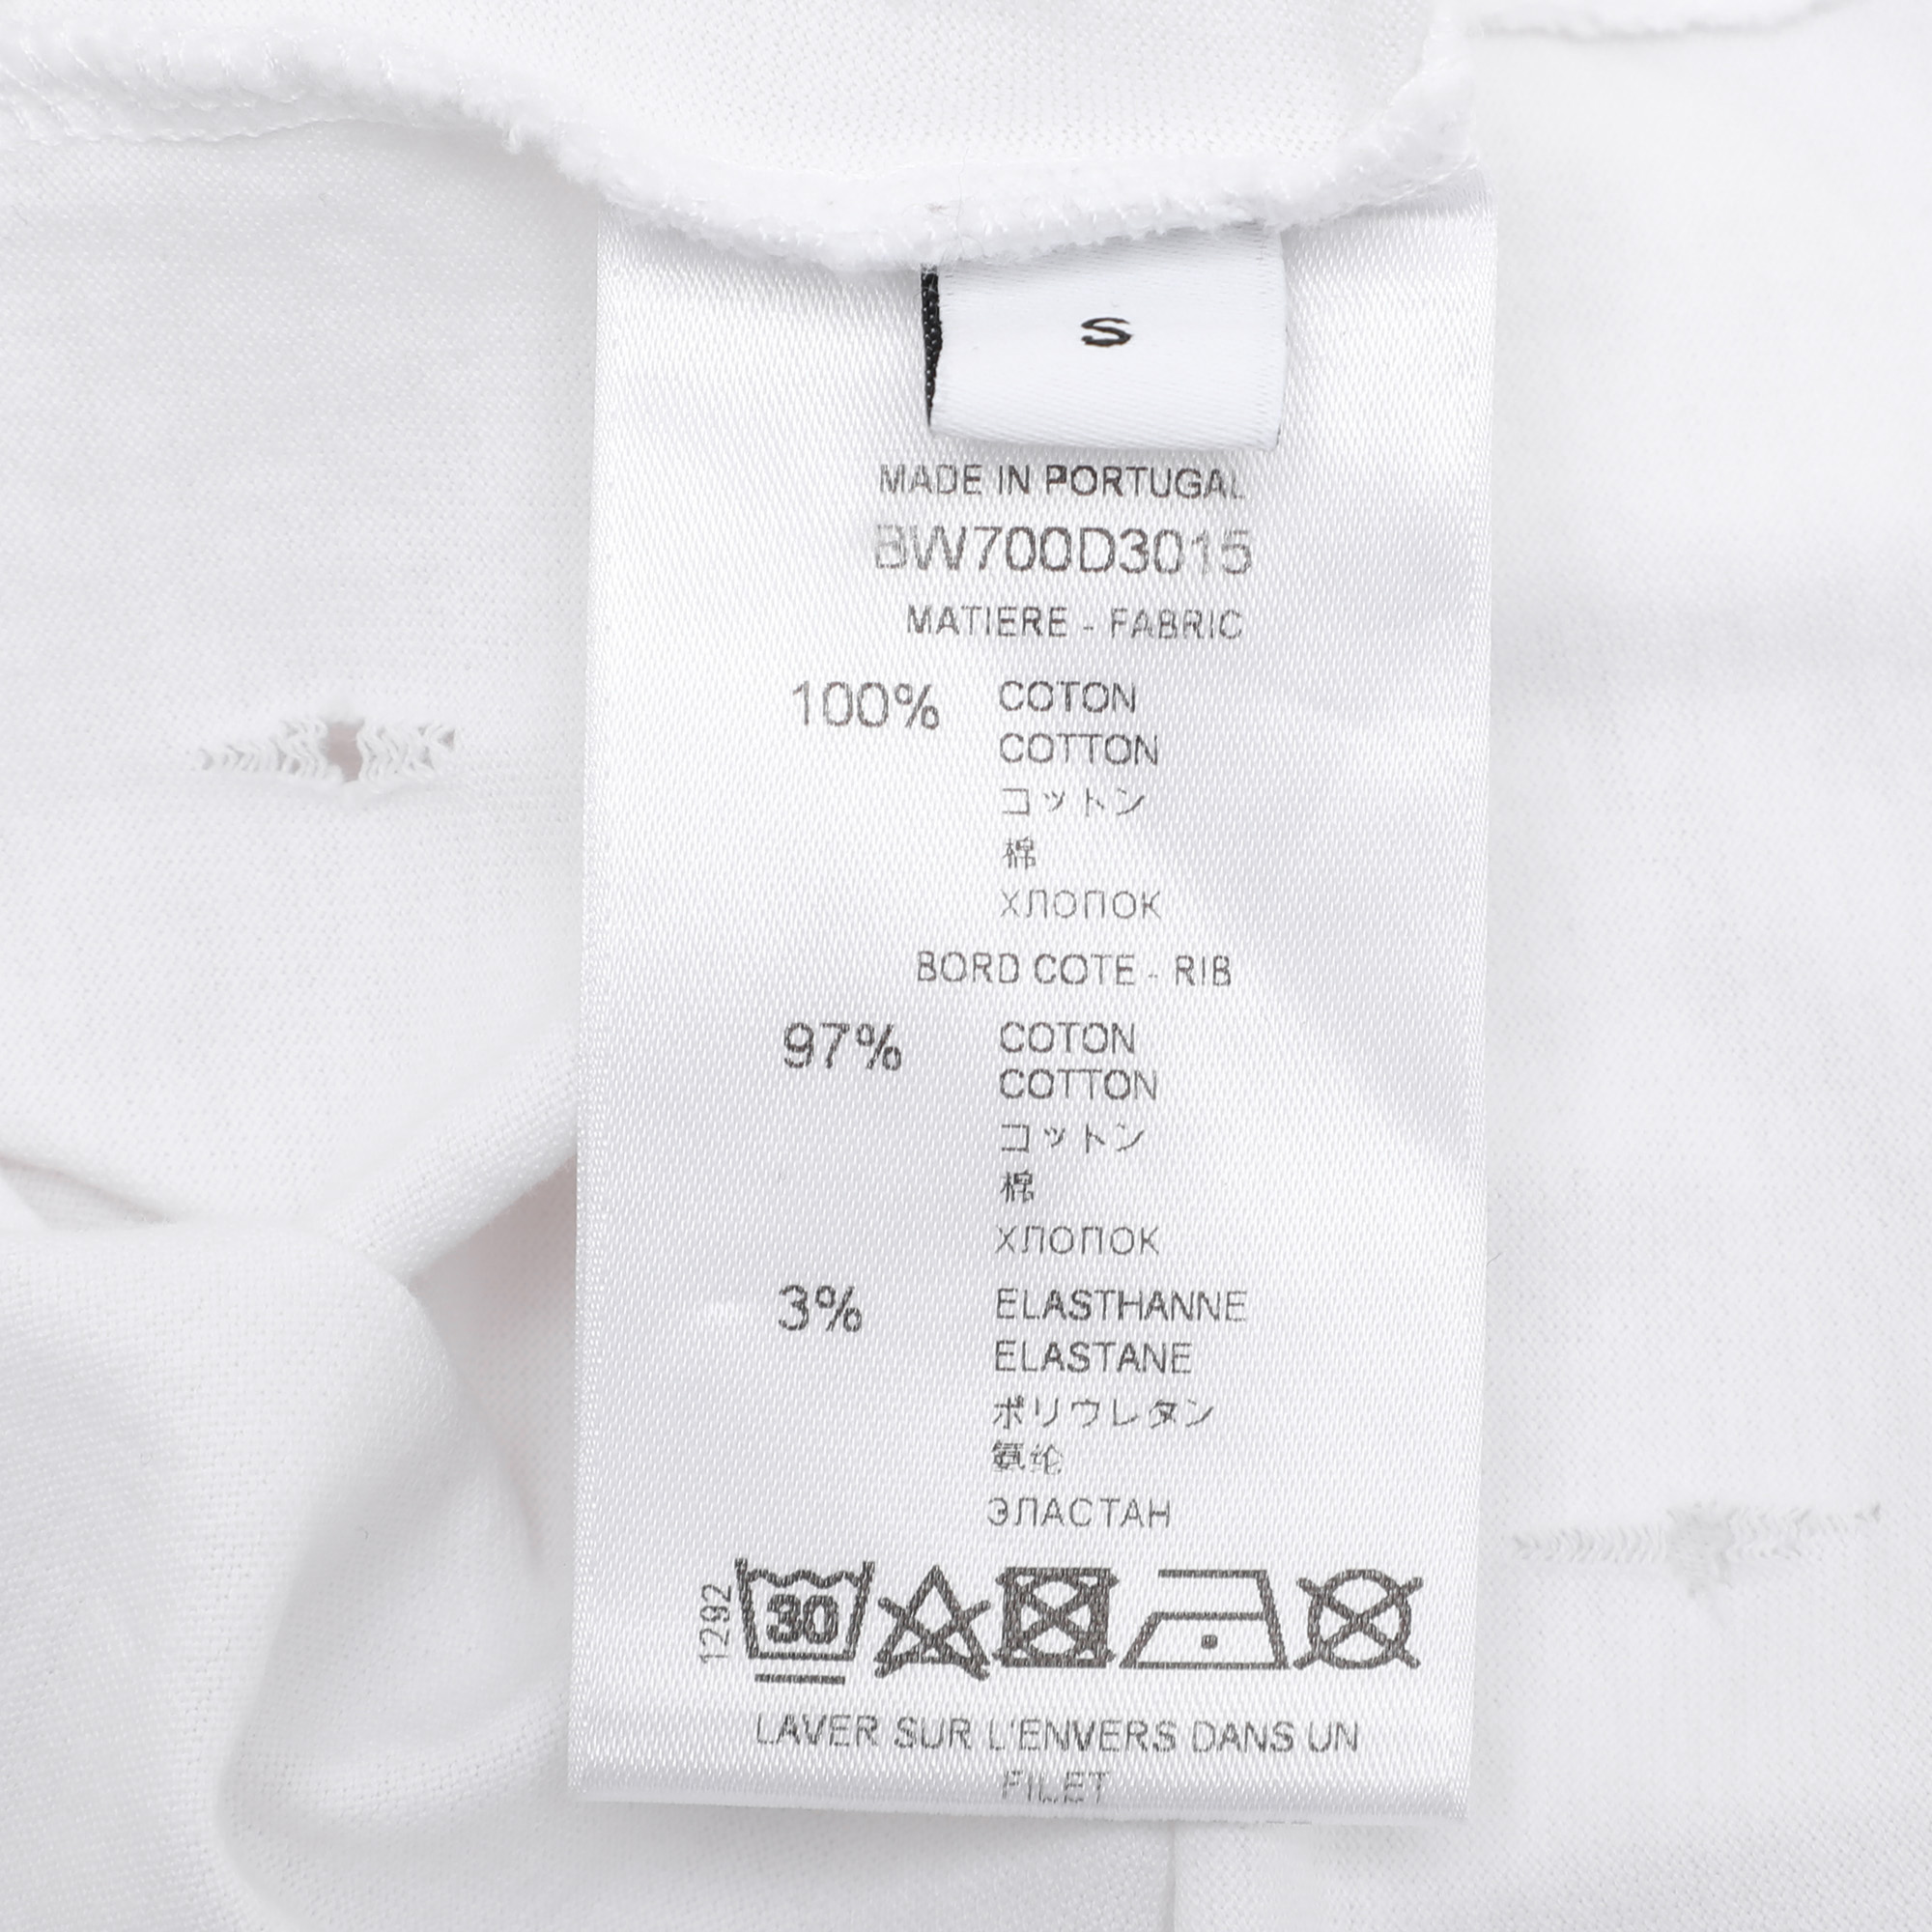 S
MADE IN PORTUGAL
BW700D3015
MATIERE - FABRIC
100% COTON
COTTON
コットン
棉
ХЛОПОК
BORD COTE - RIB
97% COTON
COTTON
コットン
棉
ХЛОПОК
3% ELASTHANNE
ELASTANE
ポリウレタン
氨纶
ЭЛАСТАН
1292
30
LAVER SUR L'ENVERS DANS UN
FILET